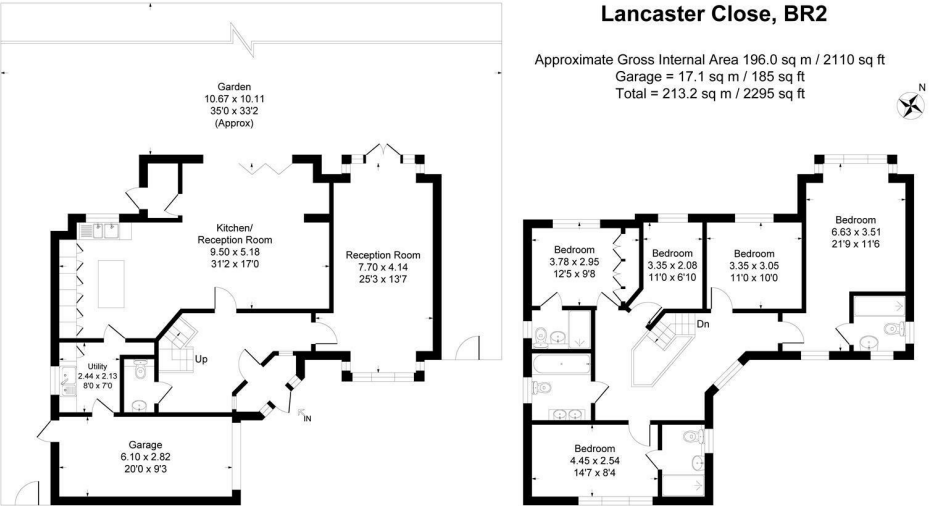 Lancaster Close, BR2
Approximate Gross Internal Area 196.0 sq m / 2110 sq ft
Garage = 17.1 sq m / 185 sq ft
Total = 213.2 sq m / 2295 sq ft
N
Garden
10.67 x 10.11
35'0 x 33'2
(Approx)
Kitchen/
Reception Room
9.50 x 5.18
31'2 x 17'0
Reception Room
7.70 x 4.14
25'3 x 13'7
Up
Utility
2.44 x 2.13
8'0 x 7'0
IN
Garage
6.10 x 2.82
20'0 x 9'3
Bedroom
3.78 x 2.95
12'5 x 9'8
Bedroom
3.35 x 2.08
11'0 x 6'10
Bedroom
3.35 x 3.05
11'0 x 10'0
Bedroom
6.63 x 3.51
21'9 x 11'6
Dn
Bedroom
4.45 x 2.54
14'7 x 8'4